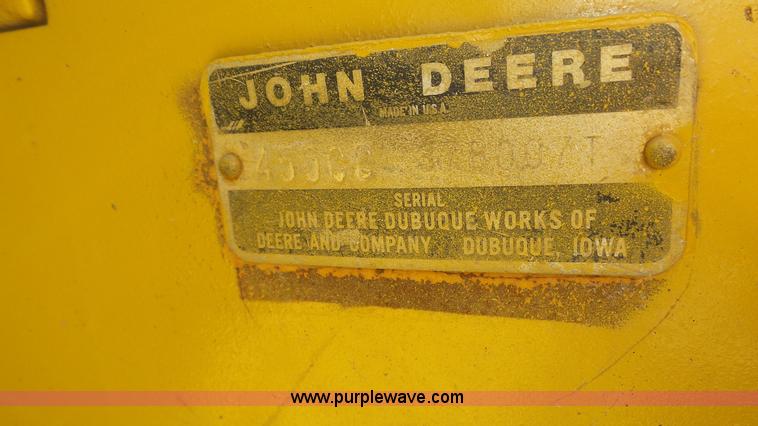 JOHN DEERE
MADE IN U.S.A.
SERIAL
JOHN DEERE DUBUQUE WORKS OF
DEERE AND COMPANY DUBUQUE, IOWA
www.purplewave.com